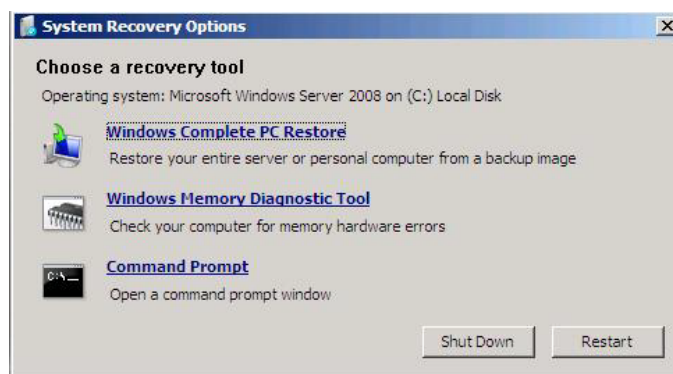 System Recovery Options
Choose a recovery tool
Operating system: Microsoft Windows Server 2008 on (C:) Local Disk
Windows Complete PC Restore
Restore your entire server or personal computer from a backup image
Windows Memory Diagnostic Tool
Check your computer for memory hardware errors
C:\_
Command Prompt
Open a command prompt window
Shut Down Restart